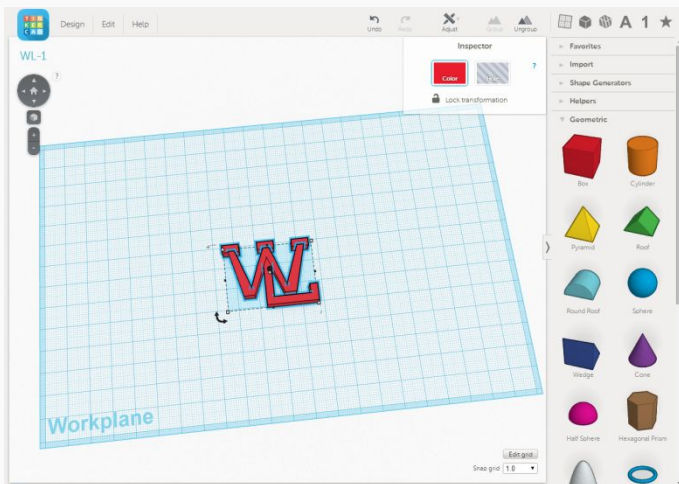 TIN
KER
CAD
Design Edit Help
Undo
Redo
Adjust
Group
Ungroup
A 1
WL-1
?
Inspector
Color
Hole
?
Lock transformation
Favorites
Import
Shape Generators
Helpers
Geometric
Box Cylinder
Pyramid Roof
Round Roof Sphere
Wedge Cone
Half Sphere Hexagonal Prism
WL
Workplane
Edit grid
Snap grid 1.0